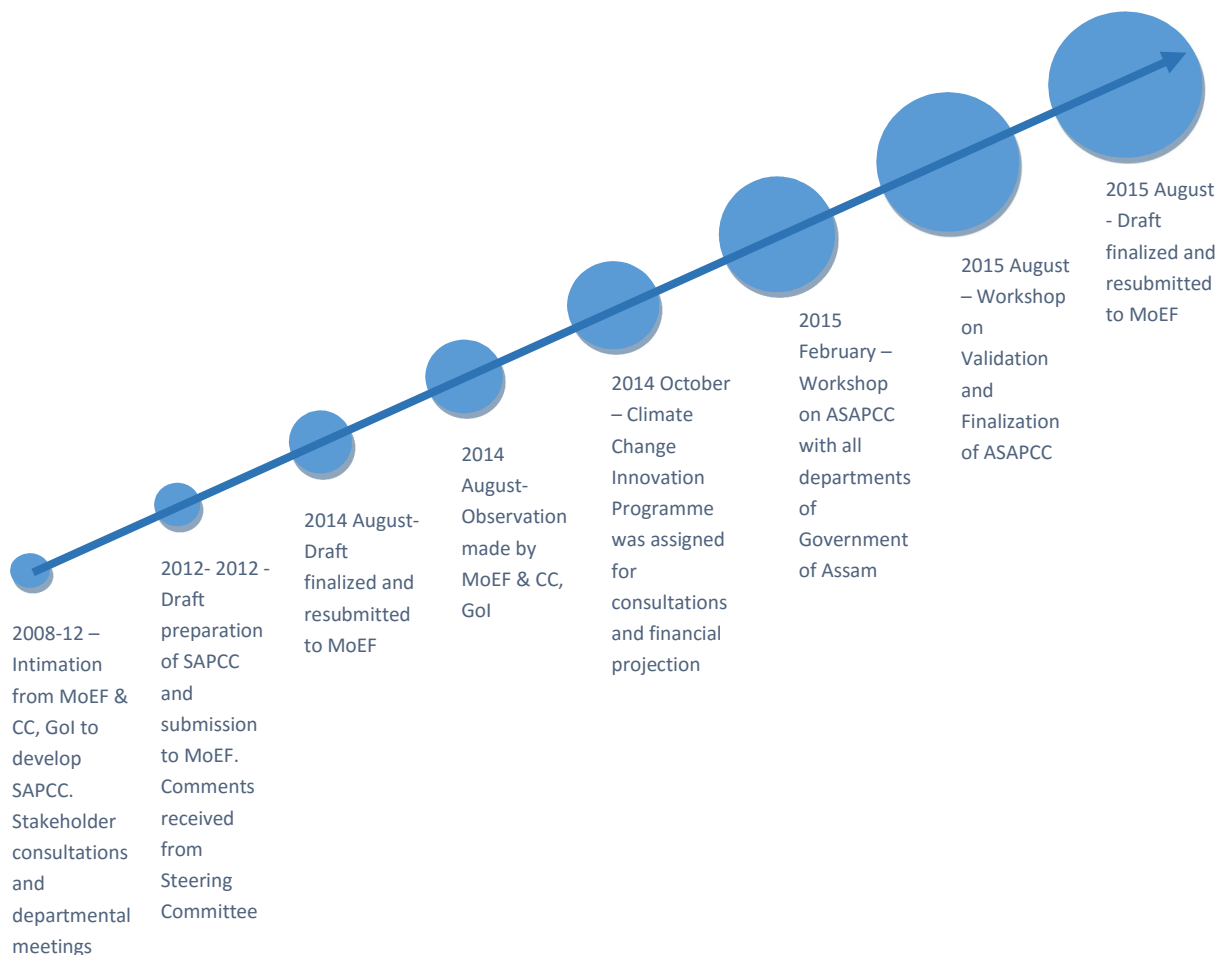 2008-12 –
Intimation
from MoEF &
CC, GoI to
develop
SAPCC.
Stakeholder
consultations
and
departmental
meetings
2012- 2012 -
Draft
preparation
of SAPCC
and
submission
to MoEF.
Comments
received
from
Steering
Committee
2014 August-
Draft
finalized and
resubmitted
to MoEF
2014
August-
Observation
made by
MoEF & CC,
GoI
2014 October
– Climate
Change
Innovation
Programme
was assigned
for
consultations
and financial
projection
2015
February –
Workshop
on ASAPCC
with all
departments
of
Government
of Assam
2015 August
– Workshop
on
Validation
and
Finalization
of ASAPCC
2015 August
- Draft
finalized and
resubmitted
to MoEF